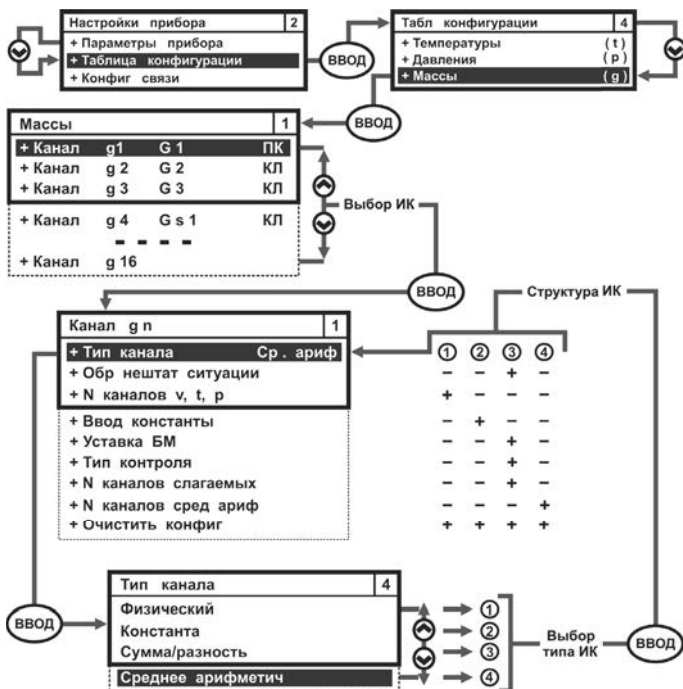 Настройки прибора 2
+ Параметры прибора
+ Таблица конфигурации
+ Конфиг связи
ВВОД
Табл конфигурации 4
+ Температуры (t)
+ Давления (p)
+ Массы (g)
ВВОД
Массы 1
+ Канал g1 G 1 ПК
+ Канал g 2 G 2 КЛ
+ Канал g 3 G 3 КЛ
+ Канал g 4 G s 1 КЛ
- - - -
+ Канал g 16
Выбор ИК
ВВОД
Структура ИК
Канал g n 1
① ② ③ ④
+ Тип канала Ср. ариф
+ Обр нештат ситуации − − + −
+ N каналов v, t, p + − − −
+ Ввод константы − + − −
+ Уставка БМ − − + −
+ Тип контроля − − + −
+ N каналов слагаемых − − + −
+ N каналов сред ариф − − − +
+ Очистить конфиг + + + +
ВВОД
Тип канала 4
Физический ①
Константа ②
Сумма/разность ③
Среднее арифметич ④
Выбор
типа ИК
ВВОД